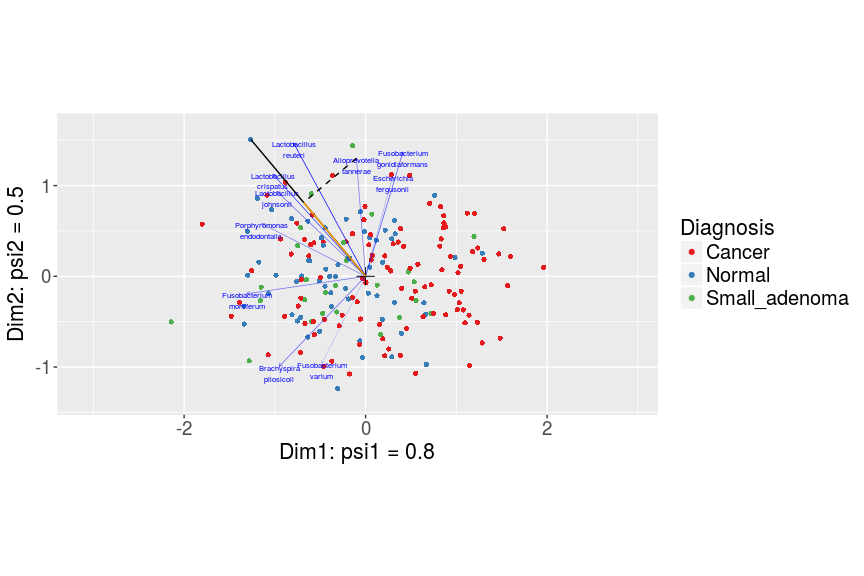 Lactobacillus
reuteri
Alloprevotella
tannerae
Fusobacterium
gonidiaformans
Escherichia
fergusonii
Lactobacillus
crispatus
Lactobacillus
johnsonii
Porphyromonas
endodontalis
Fusobacterium
mortiferum
Brachyspira
pilosicoli
Fusobacterium
varium
1
0
-1
-2
0
2
Dim1: psi1 = 0.8
Dim2: psi2 = 0.5
Diagnosis
Cancer
Normal
Small_adenoma